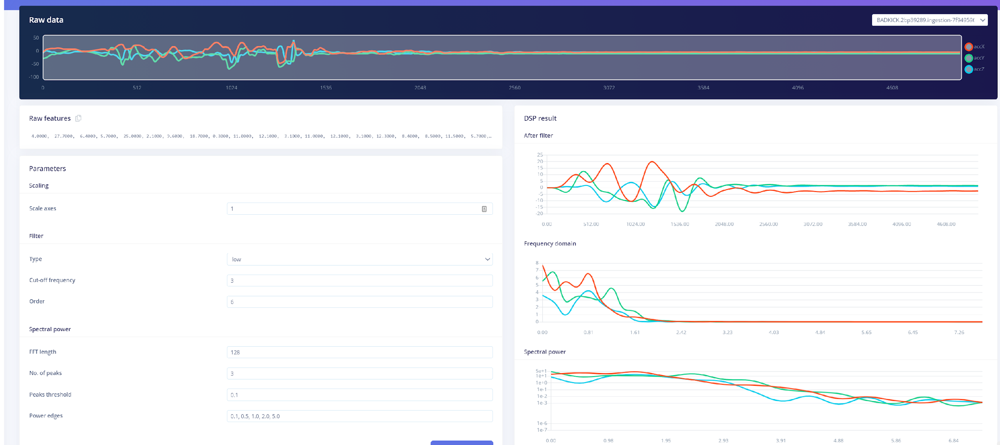 Raw data
BADKICK.2bp39289.ingestion-7f949596
50
0
-50
-100
accX
accY
accZ
0 512 1024 1536 2048 2560 3072 3584 4096 4608
Raw features
4.0000, 27.7000, 6.4000, 5.7000, 25.0000, 2.1000, 9.6000, 18.7000, 0.3000, 11.0000, 12.1000, 3.1000, 11.0000, 12.1000, 3.1000, 12.3000, 8.4000, 8.5000, 11.5000, 5.7000,…
Parameters
Scaling
Scale axes 1
Filter
Type low
Cut-off frequency 3
Order 6
Spectral power
FFT length 128
No. of peaks 3
Peaks threshold 0.1
Power edges 0.1, 0.5, 1.0, 2.0, 5.0
DSP result
After filter
25
20
15
10
5
0
-5
-10
-15
-20
0.00 512.00 1024.00 1536.00 2048.00 2560.00 3072.00 3584.00 4096.00 4608.00
Frequency domain
8
7
6
5
4
3
2
1
0
0.00 0.81 1.61 2.42 3.23 4.03 4.84 5.65 6.45 7.26
Spectral power
5e+1
1e+1
1e+0
1e-1
1e-2
1e-3
1e-6
1e-7
0.00 0.98 1.95 2.93 3.91 4.88 5.86 6.84